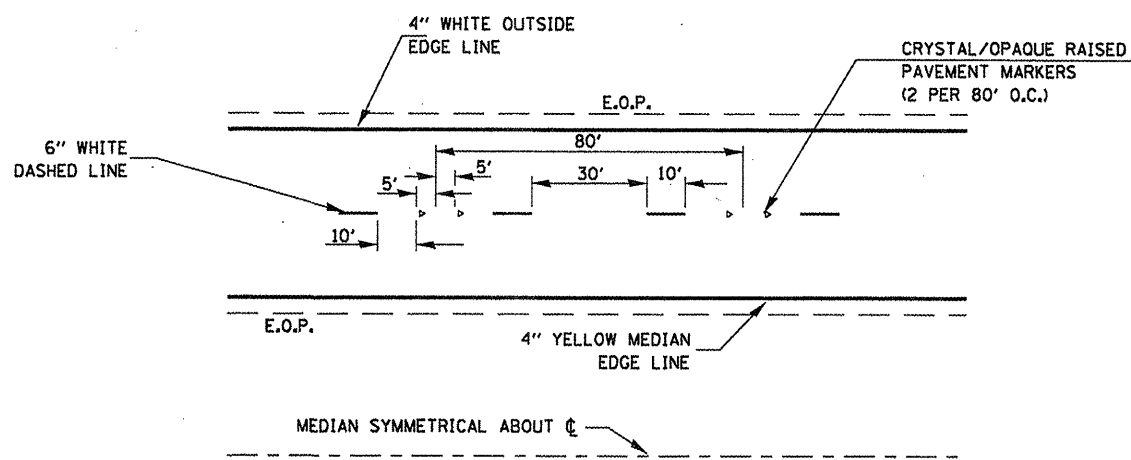 4" WHITE OUTSIDE
EDGE LINE
CRYSTAL/OPAQUE RAISED
PAVEMENT MARKERS
(2 PER 80' O.C.)
E.O.P.
6" WHITE
DASHED LINE
80'
5'
30'
10'
5'
10'
E.O.P.
4" YELLOW MEDIAN
EDGE LINE
MEDIAN SYMMETRICAL ABOUT ℄